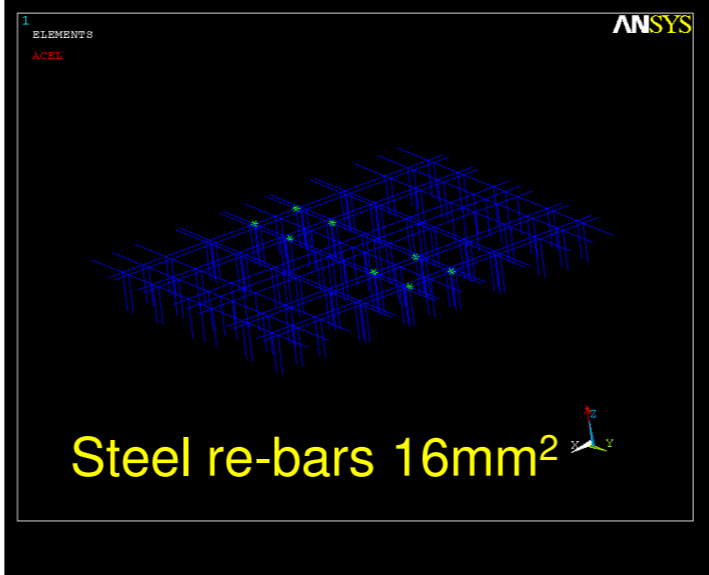 1
ELEMENTS
ACEL
ANSYS
Z
X
Y
Steel re-bars 16mm²